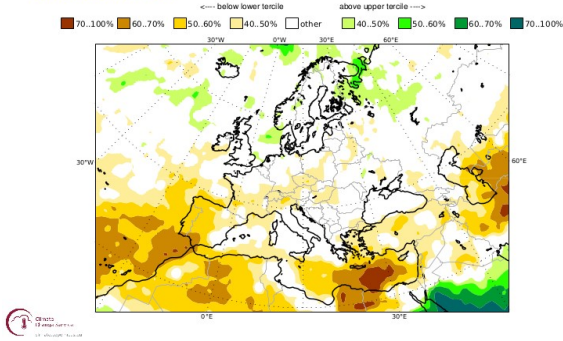 <---- below lower tercile above upper tercile ---->
70..100% 60..70% 50..60% 40..50% other 40..50% 50..60% 60..70% 70..100%
30°W 0°W 30°E 60°E
30°W 60°E
0°E 30°E
Climate